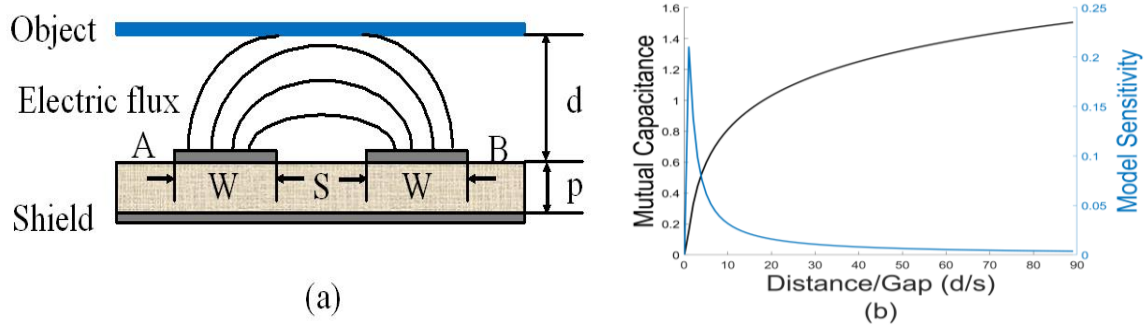 Object
Electric flux
d
A
B
W
S
W
p
Shield
(a)
1.6
1.4
1.2
1
0.8
0.6
0.4
0.2
0
Mutual Capacitance
0.25
0.2
0.15
0.1
0.05
0
Model Sensitivity
0 10 20 30 40 50 60 70 80 90
Distance/Gap (d/s)
(b)